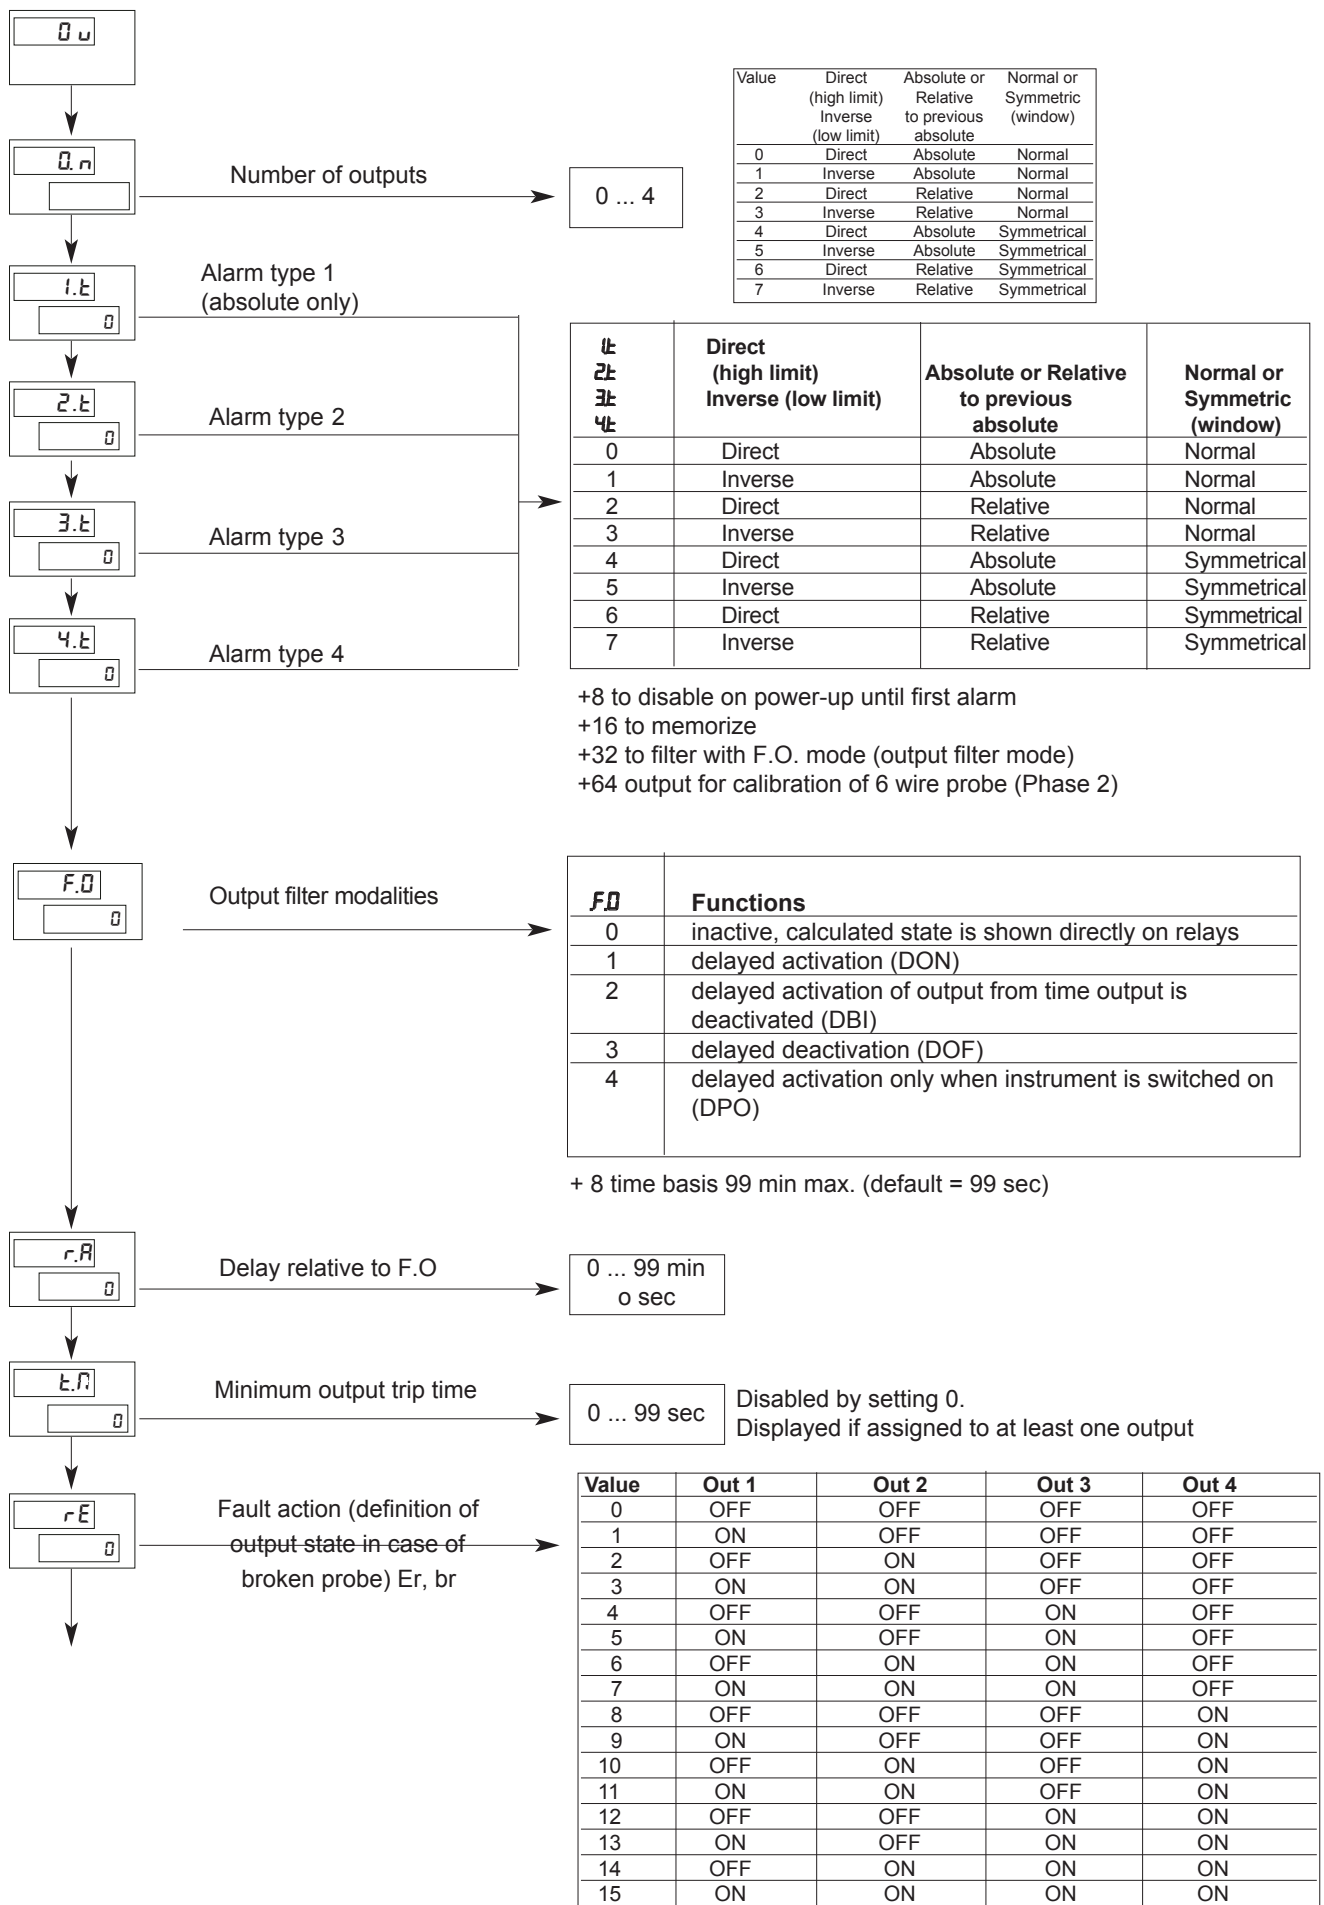 0 u
0.n
Number of outputs
0 ... 4
Value Direct Absolute or Normal or
(high limit) Relative Symmetric
Inverse to previous (window)
(low limit) absolute
0 Direct Absolute Normal
1 Inverse Absolute Normal
2 Direct Relative Normal
3 Inverse Relative Normal
4 Direct Absolute Symmetrical
5 Inverse Absolute Symmetrical
6 Direct Relative Symmetrical
7 Inverse Relative Symmetrical
1.t
0
Alarm type 1
(absolute only)
2.t
0
Alarm type 2
3.t
0
Alarm type 3
4.t
0
Alarm type 4
1t Direct
2t (high limit) Absolute or Relative Normal or
3t Inverse (low limit) to previous Symmetric
4t absolute (window)
0 Direct Absolute Normal
1 Inverse Absolute Normal
2 Direct Relative Normal
3 Inverse Relative Normal
4 Direct Absolute Symmetrical
5 Inverse Absolute Symmetrical
6 Direct Relative Symmetrical
7 Inverse Relative Symmetrical
+8 to disable on power-up until first alarm
+16 to memorize
+32 to filter with F.O. mode (output filter mode)
+64 output for calibration of 6 wire probe (Phase 2)
F.0
0
Output filter modalities
F.0 Functions
0 inactive, calculated state is shown directly on relays
1 delayed activation (DON)
2 delayed activation of output from time output is
deactivated (DBI)
3 delayed deactivation (DOF)
4 delayed activation only when instrument is switched on
(DPO)
+ 8 time basis 99 min max. (default = 99 sec)
r.A
0
Delay relative to F.O
0 ... 99 min
o sec
t.M
0
Minimum output trip time
0 ... 99 sec
Disabled by setting 0.
Displayed if assigned to at least one output
rE
0
Fault action (definition of
output state in case of
broken probe) Er, br
Value Out 1 Out 2 Out 3 Out 4
0 OFF OFF OFF OFF
1 ON OFF OFF OFF
2 OFF ON OFF OFF
3 ON ON OFF OFF
4 OFF OFF ON OFF
5 ON OFF ON OFF
6 OFF ON ON OFF
7 ON ON ON OFF
8 OFF OFF OFF ON
9 ON OFF OFF ON
10 OFF ON OFF ON
11 ON ON OFF ON
12 OFF OFF ON ON
13 ON OFF ON ON
14 OFF ON ON ON
15 ON ON ON ON